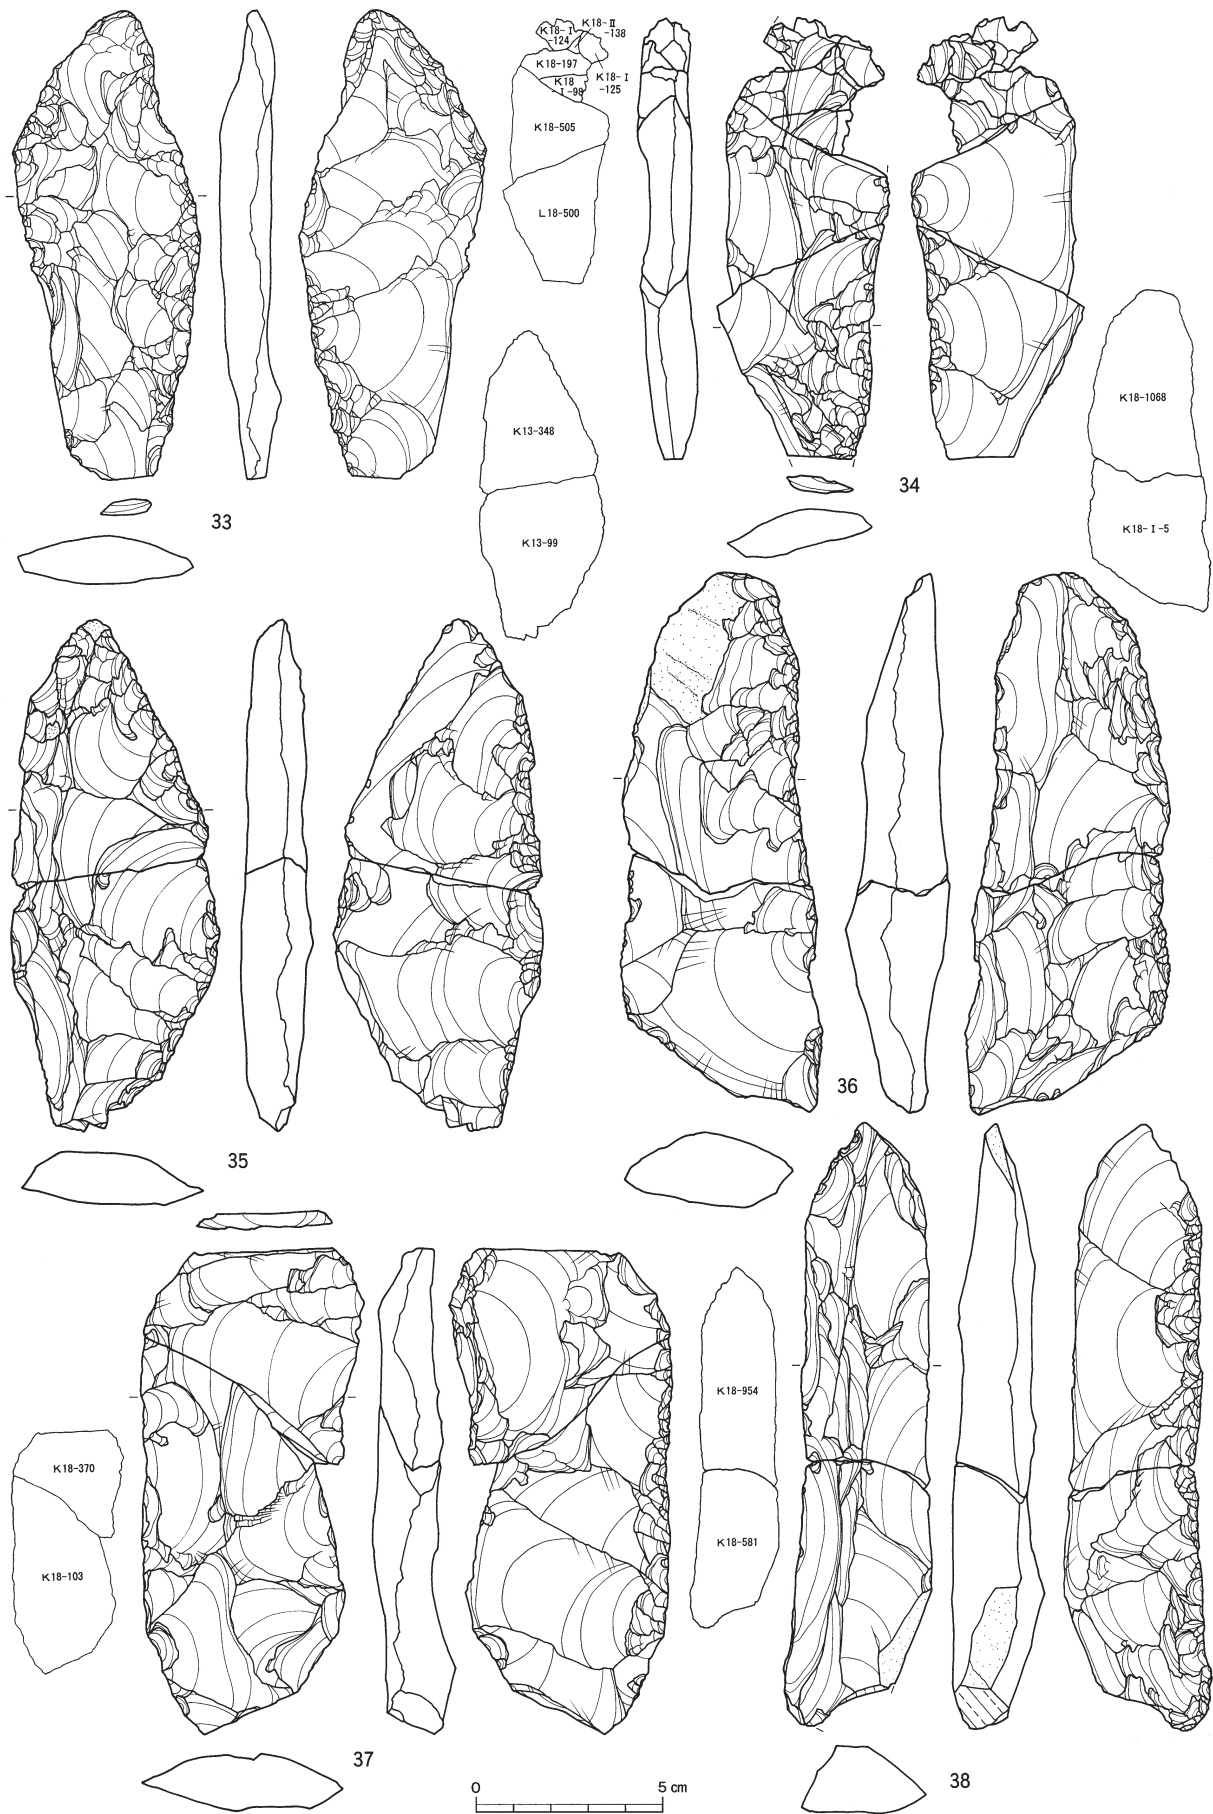 K18-Ⅰ
-124
K18-Ⅱ
-138
K18-197
K18
Ⅰ-98
K18-Ⅰ
-125
K18-505
L18-500
33
34
K13-348
K13-99
K18-1068
K18-Ⅰ-5
35
36
K18-370
K18-103
K18-954
K18-581
37
38
0 5 cm